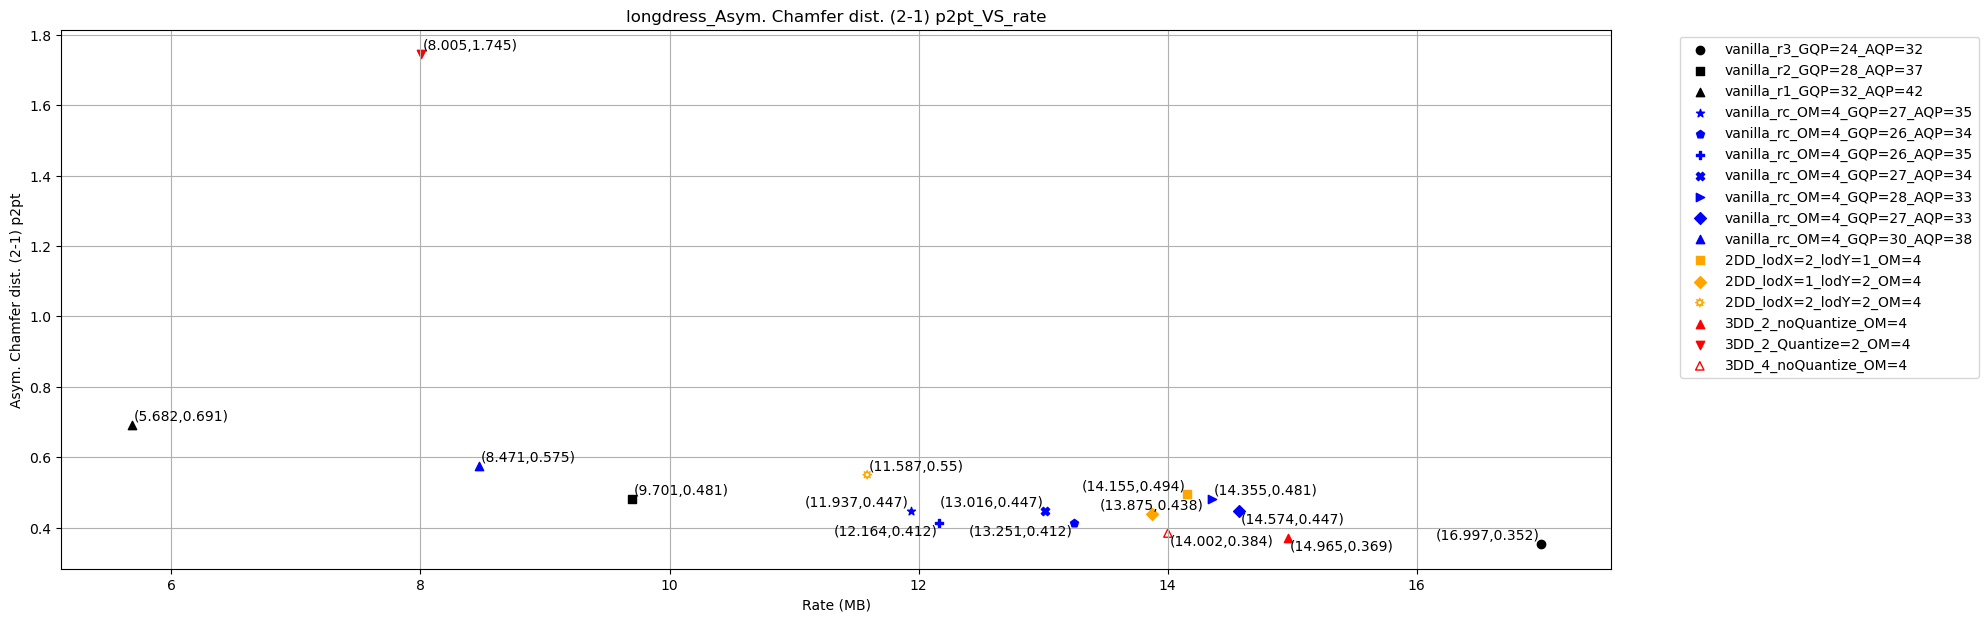 longdress_Asym. Chamfer dist. (2-1) p2pt_VS_rate
Asym. Chamfer dist. (2-1) p2pt
1.8
1.6
1.4
1.2
1.0
0.8
0.6
0.4
(8.005,1.745)
(5.682,0.691)
(8.471,0.575)
(9.701,0.481)
(11.587,0.55)
(11.937,0.447)
(13.016,0.447)
(12.164,0.412)
(13.251,0.412)
(14.155,0.494)
(13.875,0.438)
(14.355,0.481)
(14.574,0.447)
(14.002,0.384)
(14.965,0.369)
(16.997,0.352)
6
8
10
12
14
16
Rate (MB)
vanilla_r3_GQP=24_AQP=32
vanilla_r2_GQP=28_AQP=37
vanilla_r1_GQP=32_AQP=42
vanilla_rc_OM=4_GQP=27_AQP=35
vanilla_rc_OM=4_GQP=26_AQP=34
vanilla_rc_OM=4_GQP=26_AQP=35
vanilla_rc_OM=4_GQP=27_AQP=34
vanilla_rc_OM=4_GQP=28_AQP=33
vanilla_rc_OM=4_GQP=27_AQP=33
vanilla_rc_OM=4_GQP=30_AQP=38
2DD_lodX=2_lodY=1_OM=4
2DD_lodX=1_lodY=2_OM=4
2DD_lodX=2_lodY=2_OM=4
3DD_2_noQuantize_OM=4
3DD_2_Quantize=2_OM=4
3DD_4_noQuantize_OM=4